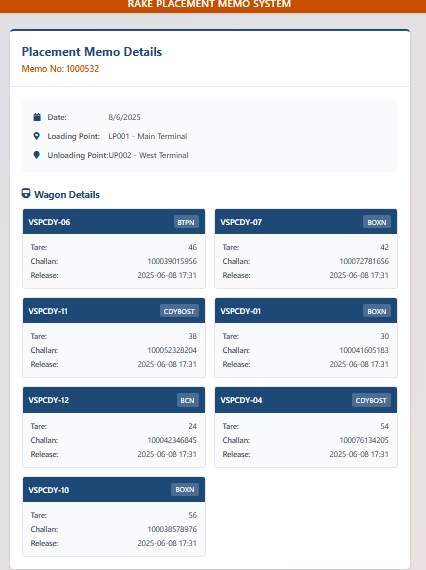 RAKE PLACEMENT MEMO SYSTEM
Placement Memo Details
Memo No: 1000532
Date: 8/6/2025
Loading Point: LP001 - Main Terminal
Unloading Point:UP002 - West Terminal
Wagon Details
VSPCDY-06 BTPN
Tare: 46
Challan: 100039015956
Release: 2025-06-08 17:31
VSPCDY-07 BOXN
Tare: 42
Challan: 100072781656
Release: 2025-06-08 17:31
VSPCDY-11 CDYBOST
Tare: 38
Challan: 100052328204
Release: 2025-06-08 17:31
VSPCDY-01 BOXN
Tare: 30
Challan: 100041605183
Release: 2025-06-08 17:31
VSPCDY-12 BCN
Tare: 24
Challan: 100042346845
Release: 2025-06-08 17:31
VSPCDY-04 CDYBOST
Tare: 54
Challan: 100076134205
Release: 2025-06-08 17:31
VSPCDY-10 BOXN
Tare: 56
Challan: 100038578976
Release: 2025-06-08 17:31